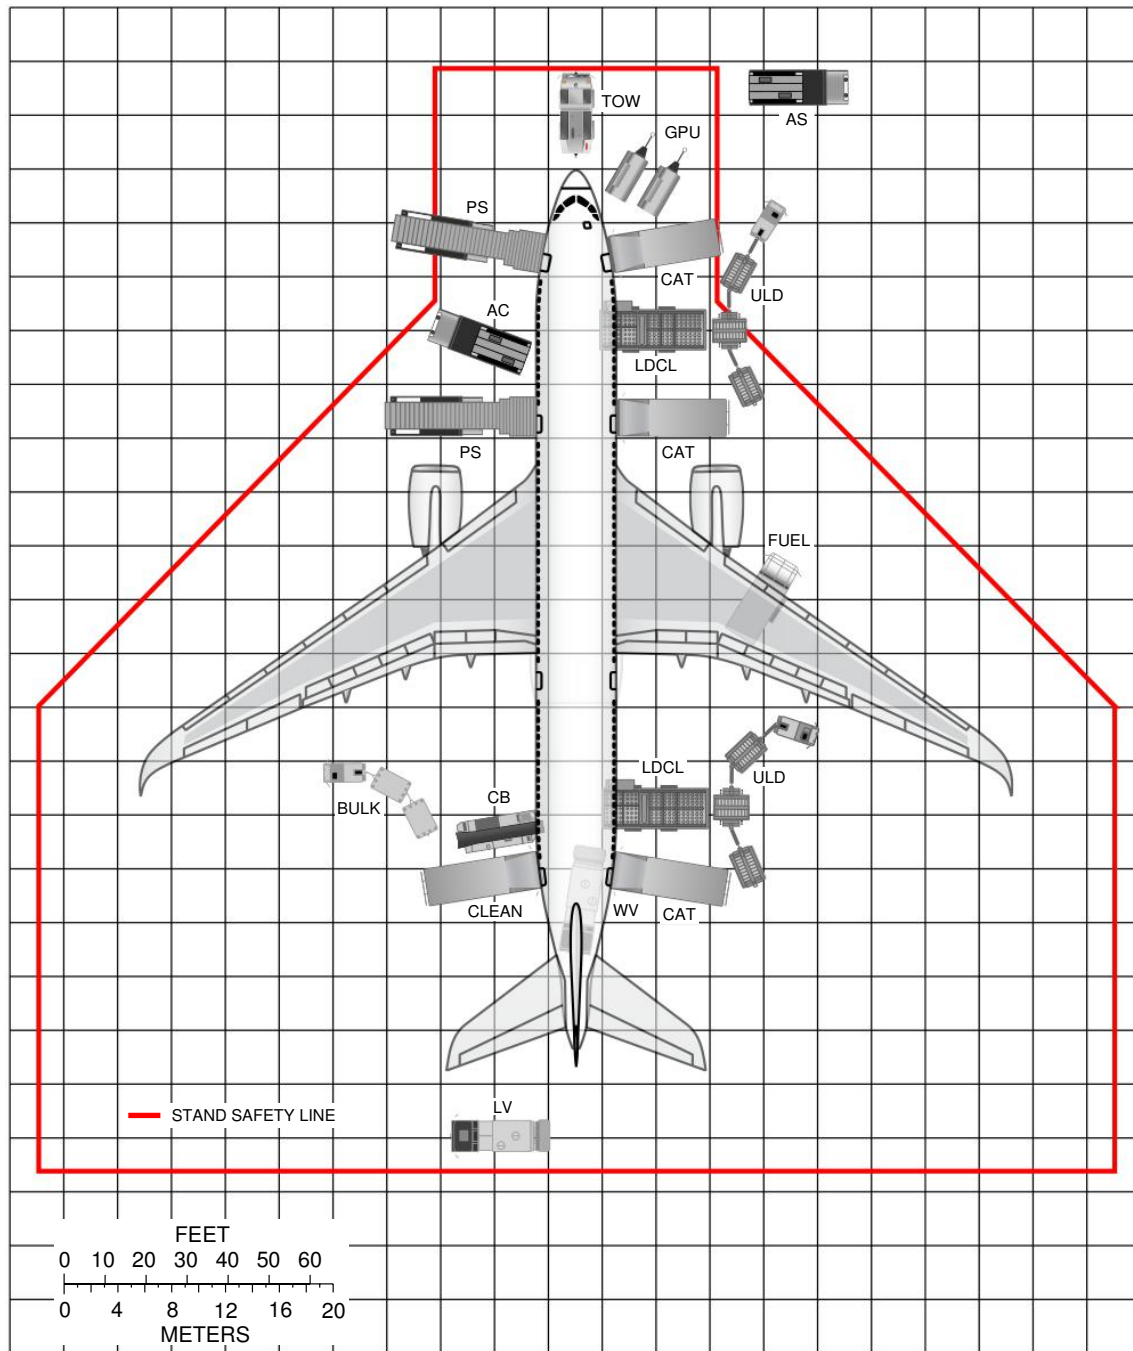 TOW
AS
GPU
PS
CAT
ULD
AC
LDCL
PS
CAT
FUEL
LDCL
ULD
BULK
CB
CLEAN
WV
CAT
LV
STAND SAFETY LINE
FEET
0 10 20 30 40 50 60
0 4 8 12 16 20
METERS